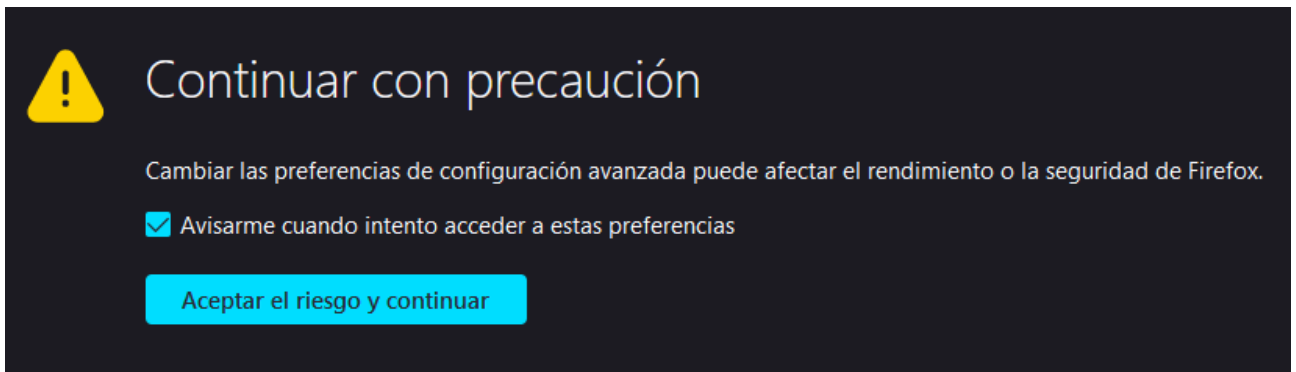 Continuar con precaución
Cambiar las preferencias de configuración avanzada puede afectar el rendimiento o la seguridad de Firefox.
Avisarme cuando intento acceder a estas preferencias
Aceptar el riesgo y continuar